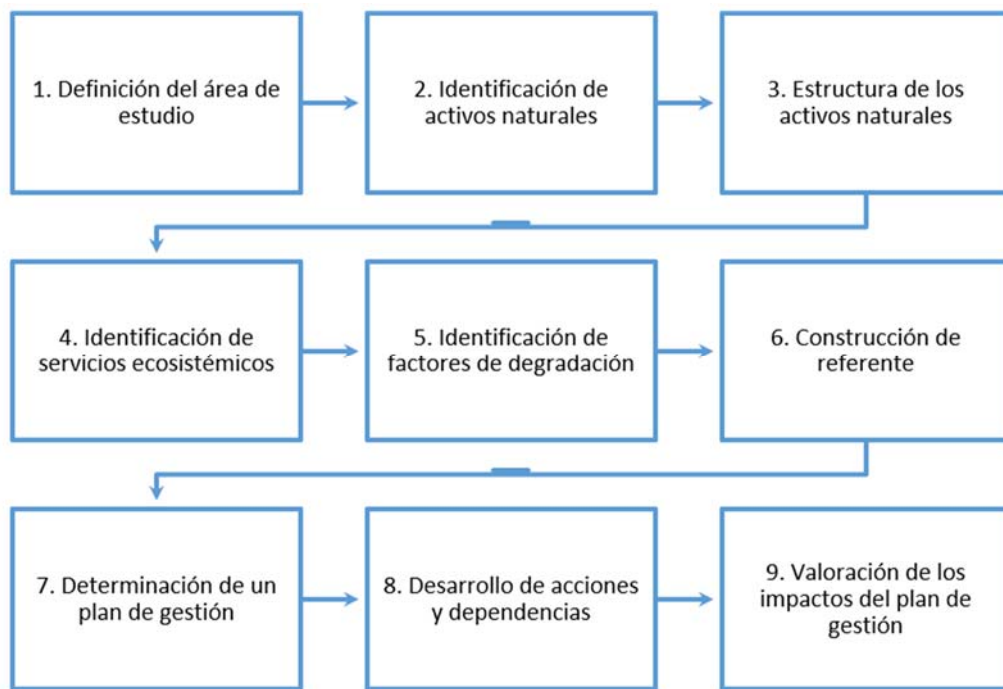 1. Definición del área de
estudio
2. Identificación de
activos naturales
3. Estructura de los
activos naturales
4. Identificación de
servicios ecosistémicos
5. Identificación de
factores de degradación
6. Construcción de
referente
7. Determinación de un
plan de gestión
8. Desarrollo de acciones
y dependencias
9. Valoración de los
impactos del plan de
gestión